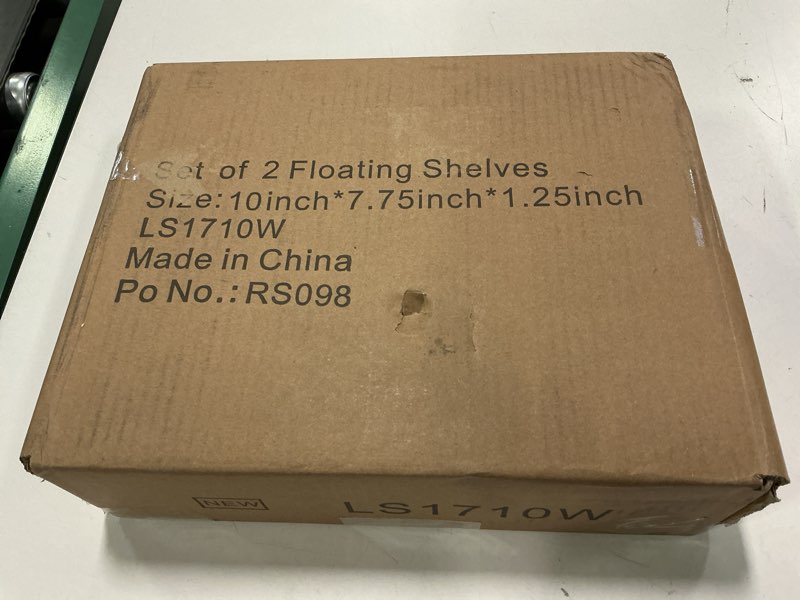 Set of 2 Floating Shelves
Size:10inch*7.75inch*1.25inch
LS1710W
Made in China
Po No.:RS098
NEW
LS1710W